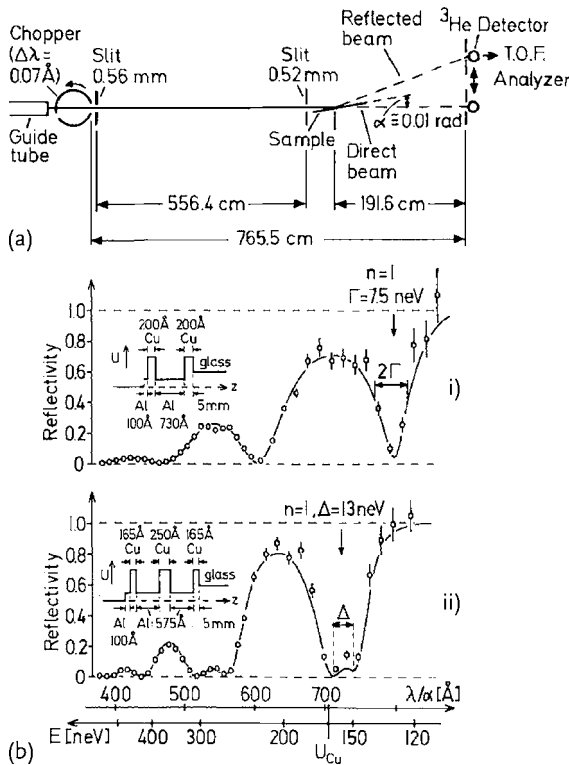 (a)
Chopper
(Δλ =
0.07Å)
Slit
0.56 mm
Slit
0.52 mm
Reflected
beam
³He Detector
T.O.F.
Analyzer
Guide
tube
Sample
Direct
beam
α ≅ 0.01 rad
556.4 cm
191.6 cm
765.5 cm
n=1
Γ=7.5 neV
Reflectivity
1.0
0.8
0.6
0.4
0.2
0
200Å 200Å
Cu Cu
U
glass
z
Al Al 5mm
100Å 730Å
2Γ
i)
n=1, Δ=13neV
Reflectivity
1.0
0.8
0.6
0.4
0.2
0
165Å 250Å 165Å
Cu Cu Cu
U
glass
z
Al Al 575Å 5mm
100Å
Δ
ii)
400 500 600 700 λ/α [Å]
(b)
E [neV] 400 300 200 150 120
U_Cu